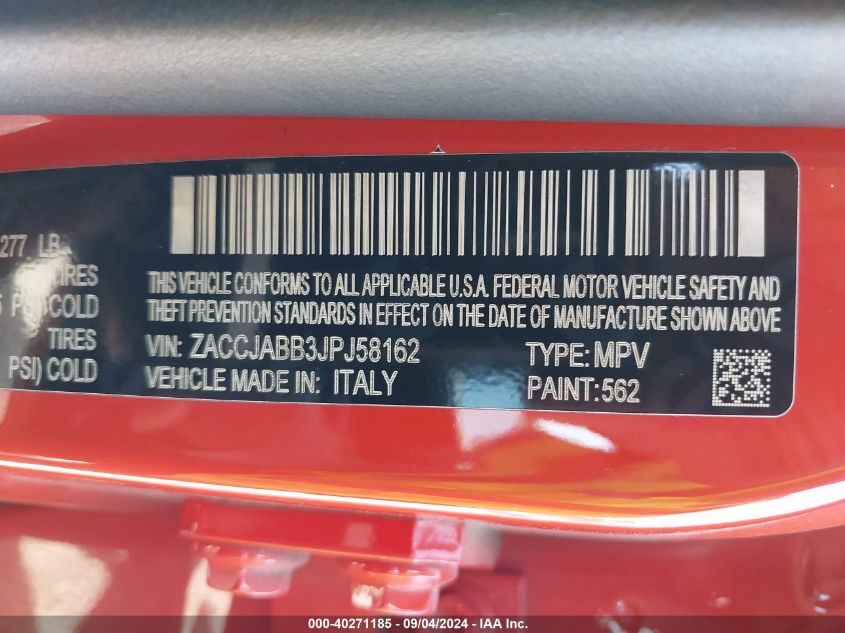 277 LB
TIRES
PSI) COLD
TIRES
PSI) COLD
THIS VEHICLE CONFORMS TO ALL APPLICABLE U.S.A. FEDERAL MOTOR VEHICLE SAFETY AND
THEFT PREVENTION STANDARDS IN EFFECT ON THE DATE OF MANUFACTURE SHOWN ABOVE
VIN: ZACCJABB3JPJ58162 TYPE: MPV
VEHICLE MADE IN: ITALY PAINT: 562
000-40271185 - 09/04/2024 - IAA Inc.